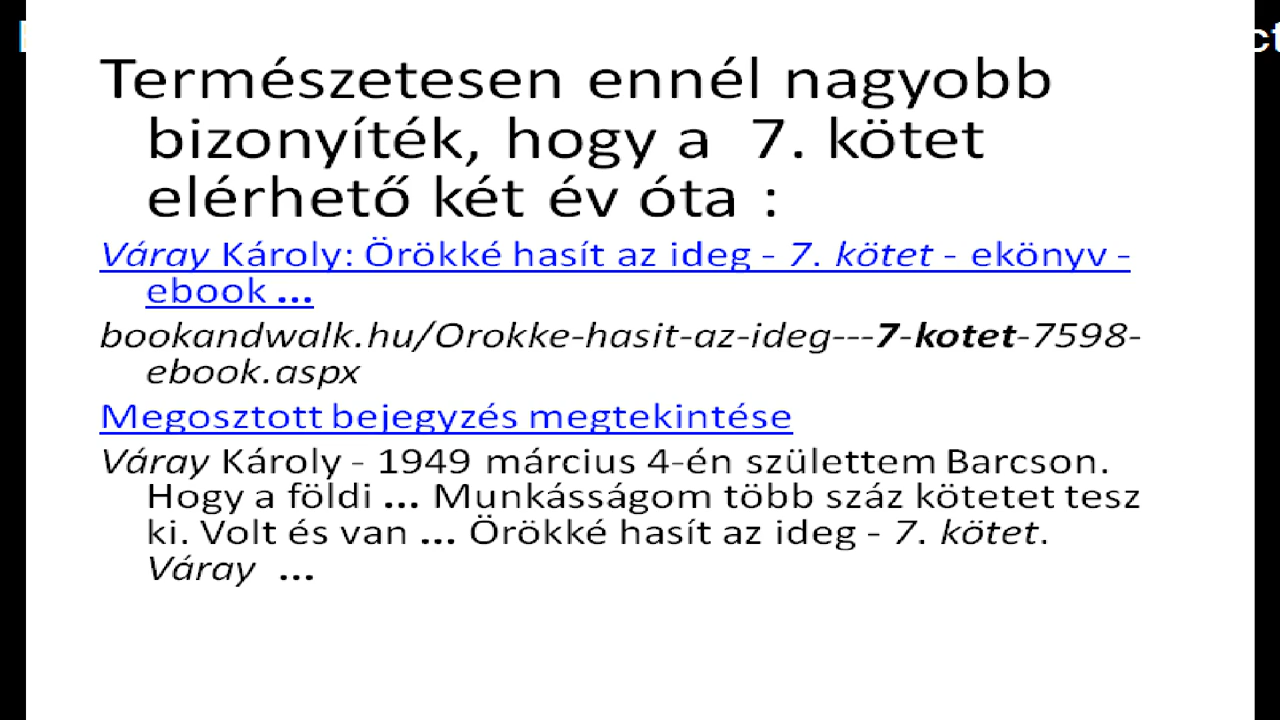 Természetesen ennél nagyobb
bizonyíték, hogy a 7. kötet
elérhető két év óta :
Váray Károly: Örökké hasít az ideg - 7. kötet - ekönyv -
ebook ...
bookandwalk.hu/Orokke-hasit-az-ideg---7-kotet-7598-
ebook.aspx
Megosztott bejegyzés megtekintése
Váray Károly - 1949 március 4-én születtem Barcson.
Hogy a földi ... Munkásságom több száz kötetet tesz
ki. Volt és van ... Örökké hasít az ideg - 7. kötet.
Váray ...